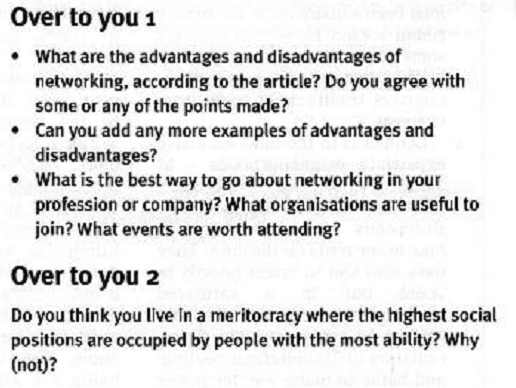 Over to you 1
• What are the advantages and disadvantages of
networking, according to the article? Do you agree with
some or any of the points made?
• Can you add any more examples of advantages and
disadvantages?
• What is the best way to go about networking in your
profession or company? What organisations are useful to
join? What events are worth attending?
Over to you 2
Do you think you live in a meritocracy where the highest social
positions are occupied by people with the most ability? Why
(not)?